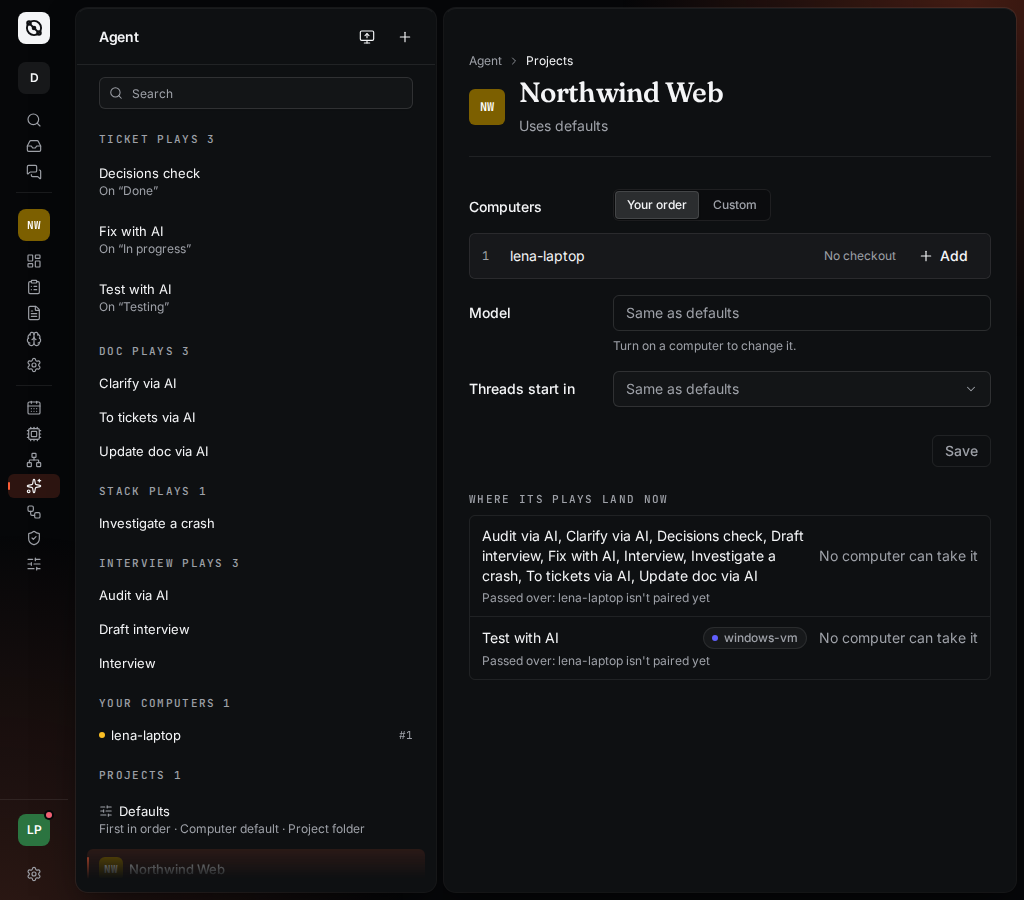 D
NW
LP
Agent
Search
TICKET PLAYS 3
Decisions check
On “Done”
Fix with AI
On “In progress”
Test with AI
On “Testing”
DOC PLAYS 3
Clarify via AI
To tickets via AI
Update doc via AI
STACK PLAYS 1
Investigate a crash
INTERVIEW PLAYS 3
Audit via AI
Draft interview
Interview
YOUR COMPUTERS 1
lena-laptop #1
PROJECTS 1
Defaults
First in order · Computer default · Project folder
NW Northwind Web
Agent > Projects
NW
Northwind Web
Uses defaults
Computers Your order Custom
1 lena-laptop No checkout + Add
Model Same as defaults
Turn on a computer to change it.
Threads start in Same as defaults
Save
WHERE ITS PLAYS LAND NOW
Audit via AI, Clarify via AI, Decisions check, Draft
interview, Fix with AI, Interview, Investigate a
crash, To tickets via AI, Update doc via AI
No computer can take it
Passed over: lena-laptop isn't paired yet
Test with AI windows-vm No computer can take it
Passed over: lena-laptop isn't paired yet